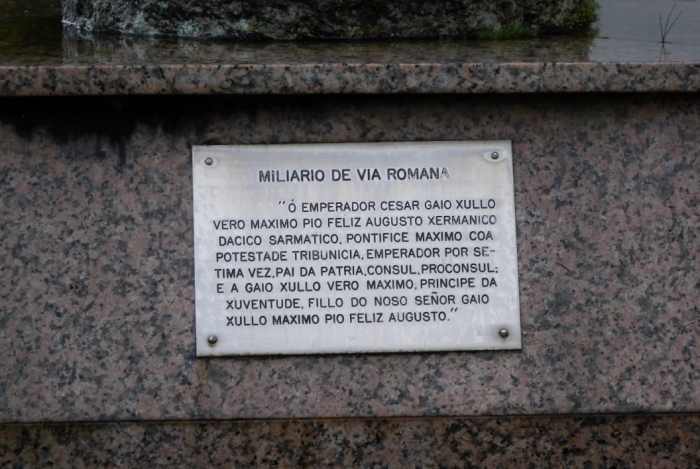 MILIARIO DE VIA ROMANA
"Ó EMPERADOR CESAR GAIO XULLO
VERO MAXIMO PIO FELIZ AUGUSTO XERMANICO
DACICO SARMATICO, PONTIFICE MAXIMO COA
POTESTADE TRIBUNICIA, EMPERADOR POR SE-
TIMA VEZ, PAI DA PATRIA, CONSUL, PROCONSUL;
E A GAIO XULLO VERO MAXIMO, PRINCIPE DA
XUVENTUDE, FILLO DO NOSO SEÑOR GAIO
XULLO MAXIMO PIO FELIZ AUGUSTO."